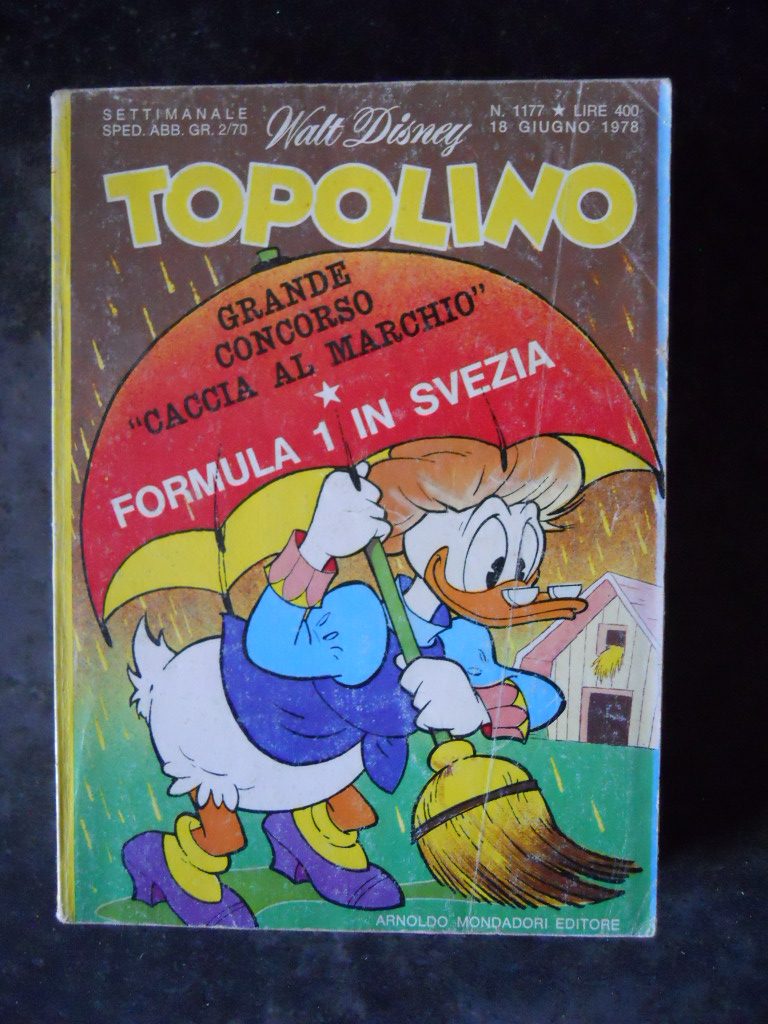 SETTIMANALE
SPED. ABB. GR. 2/70
Walt Disney
N. 1177 ★ LIRE 400
18 GIUGNO 1978
TOPOLINO
GRANDE
CONCORSO
"CACCIA AL MARCHIO"
★
FORMULA 1 IN SVEZIA
ARNOLDO MONDADORI EDITORE